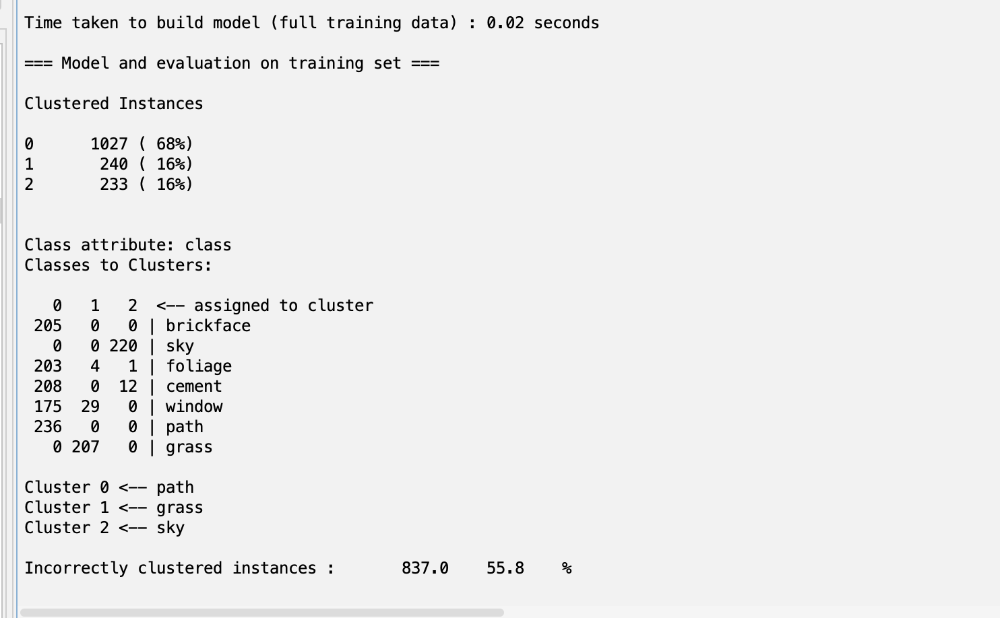 Time taken to build model (full training data) : 0.02 seconds
=== Model and evaluation on training set ===
Clustered Instances
0      1027 ( 68%)
1       240 ( 16%)
2       233 ( 16%)
Class attribute: class
Classes to Clusters:
   0   1   2  <-- assigned to cluster
 205   0   0 | brickface
   0   0 220 | sky
 203   4   1 | foliage
 208   0  12 | cement
 175  29   0 | window
 236   0   0 | path
   0 207   0 | grass
Cluster 0 <-- path
Cluster 1 <-- grass
Cluster 2 <-- sky
Incorrectly clustered instances :       837.0    55.8    %